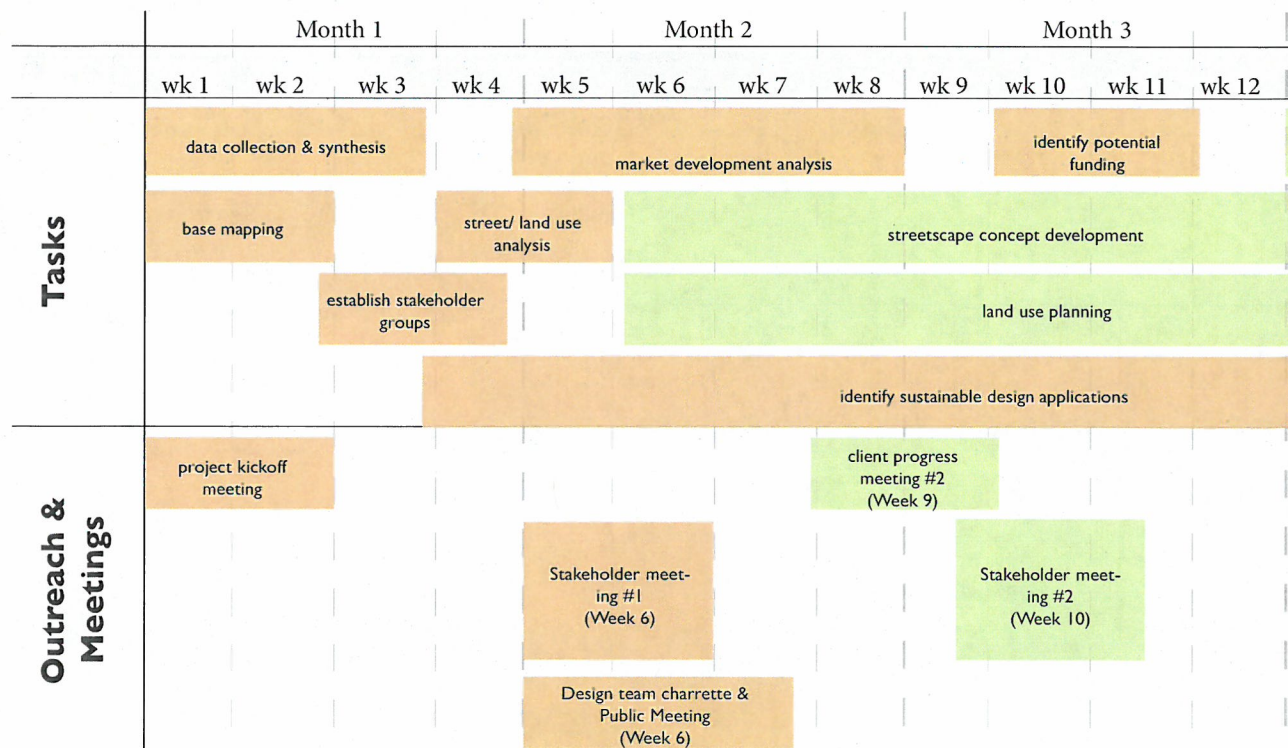 Month 1 Month 2 Month 3
wk 1 wk 2 wk 3 wk 4 wk 5 wk 6 wk 7 wk 8 wk 9 wk 10 wk 11 wk 12
Tasks
data collection & synthesis
market development analysis
identify potential
funding
base mapping
street/ land use
analysis
streetscape concept development
establish stakeholder
groups
land use planning
identify sustainable design applications
Outreach &
Meetings
project kickoff
meeting
client progress
meeting #2
(Week 9)
Stakeholder meet-
ing #1
(Week 6)
Stakeholder meet-
ing #2
(Week 10)
Design team charrette &
Public Meeting
(Week 6)